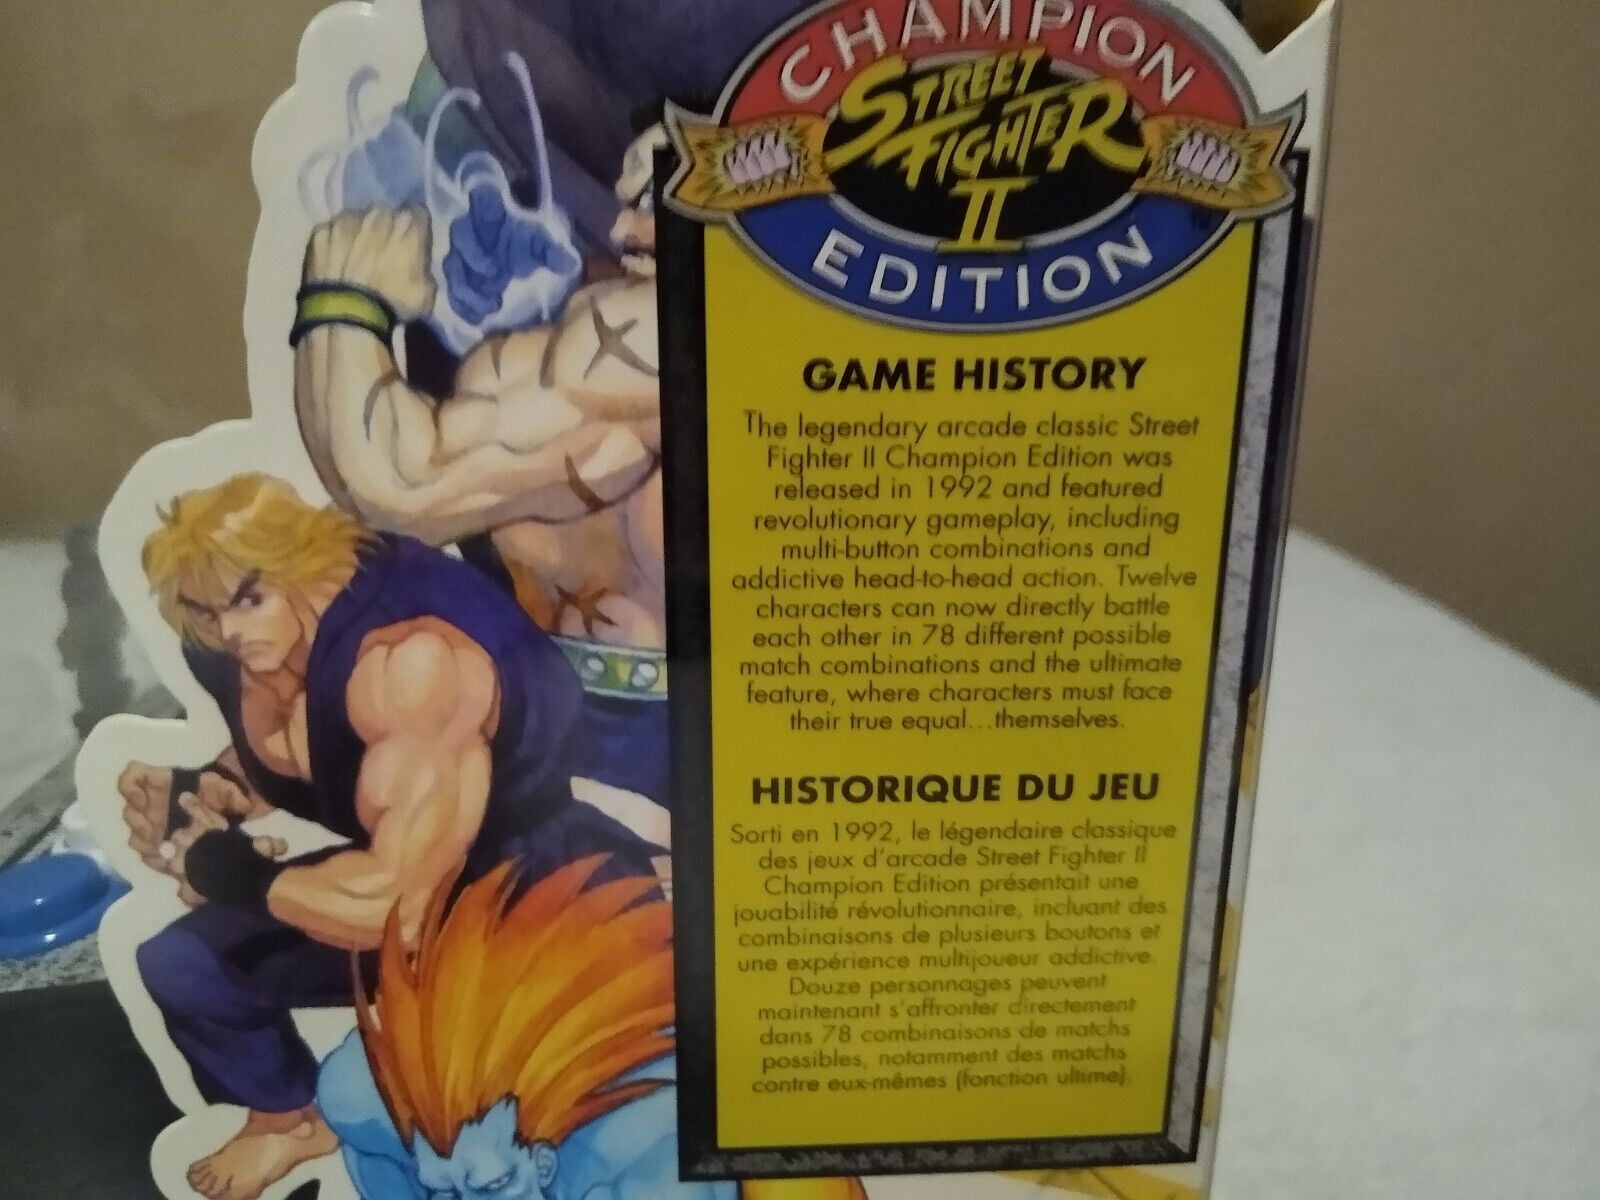 CHAMPION
STREET
FIGHTER
II
EDITION
GAME HISTORY
The legendary arcade classic Street
Fighter II Champion Edition was
released in 1992 and featured
revolutionary gameplay, including
multi-button combinations and
addictive head-to-head action. Twelve
characters can now directly battle
each other in 78 different possible
match combinations and the ultimate
feature, where characters must face
their true equal...themselves.
HISTORIQUE DU JEU
Sorti en 1992, le légendaire classique
des jeux d'arcade Street Fighter II
Champion Edition présentait une
jouabilité révolutionnaire, incluant des
combinaisons de plusieurs boutons et
une expérience multijoueur addictive.
Douze personnages peuvent
maintenant s'affronter directement
dans 78 combinaisons de matchs
possibles, notamment des matchs
contre eux-mêmes (fonction ultime).